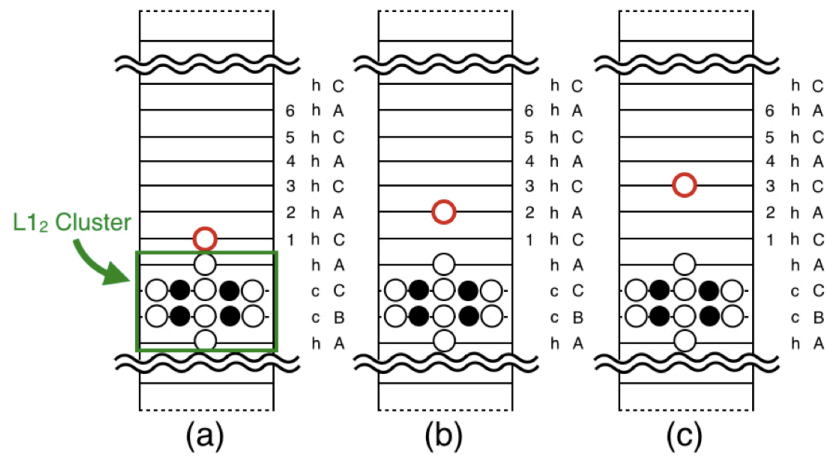 h C h C h C
6 h A 6 h A 6 h A
5 h C 5 h C 5 h C
4 h A 4 h A 4 h A
3 h C 3 h C 3 h C
2 h A 2 h A 2 h A
L1₂ Cluster
1 h C 1 h C 1 h C
h A h A h A
c C c C c C
c B c B c B
h A h A h A
(a) (b) (c)